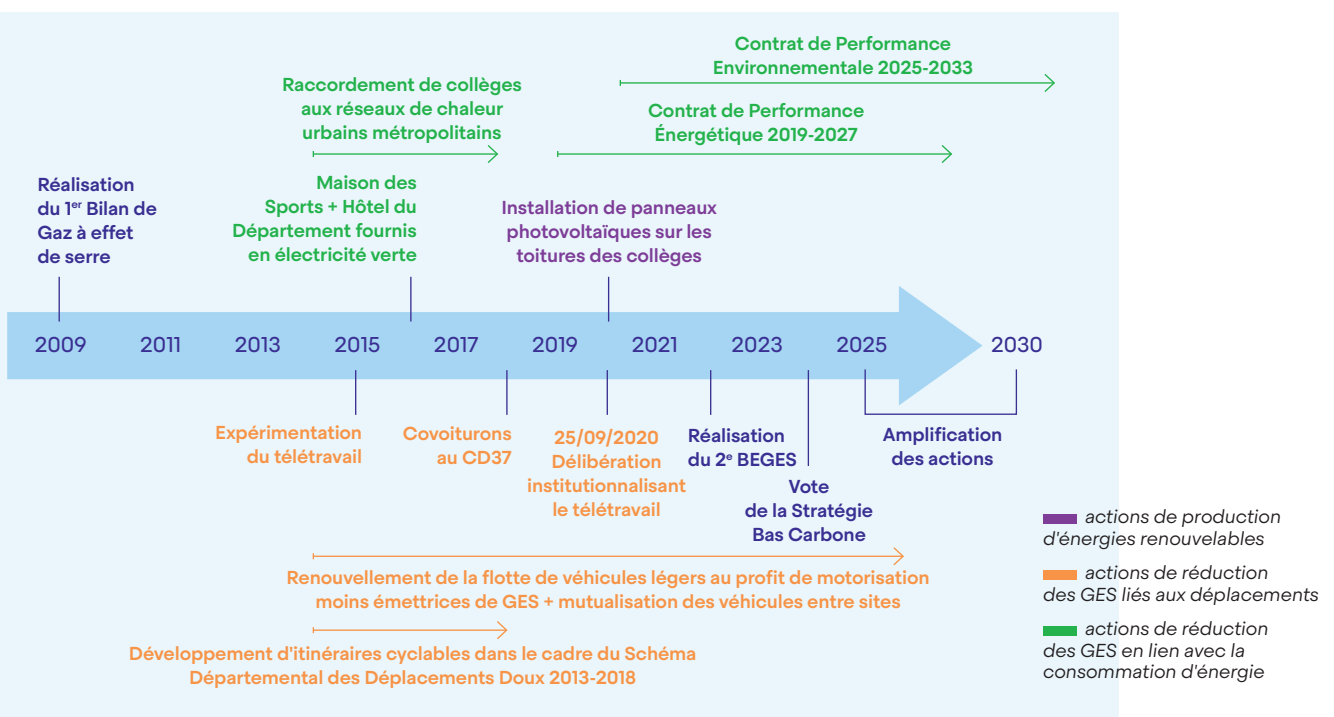 Contrat de Performance
Environnementale 2025-2033
Raccordement de collèges
aux réseaux de chaleur
urbains métropolitains
Contrat de Performance
Énergétique 2019-2027
Réalisation
du 1er Bilan de
Gaz à effet
de serre
Maison des
Sports + Hôtel du
Département fournis
en électricité verte
Installation de panneaux
photovoltaïques sur les
toitures des collèges
2009 2011 2013 2015 2017 2019 2021 2023 2025 2030
Expérimentation
du télétravail
Covoiturons
au CD37
25/09/2020
Délibération
institutionnalisant
le télétravail
Réalisation
du 2e BEGES
Vote
de la Stratégie
Bas Carbone
Amplification
des actions
Renouvellement de la flotte de véhicules légers au profit de motorisation
moins émettrices de GES + mutualisation des véhicules entre sites
Développement d'itinéraires cyclables dans le cadre du Schéma
Départemental des Déplacements Doux 2013-2018
actions de production
d'énergies renouvelables
actions de réduction
des GES liés aux déplacements
actions de réduction
des GES en lien avec la
consommation d'énergie